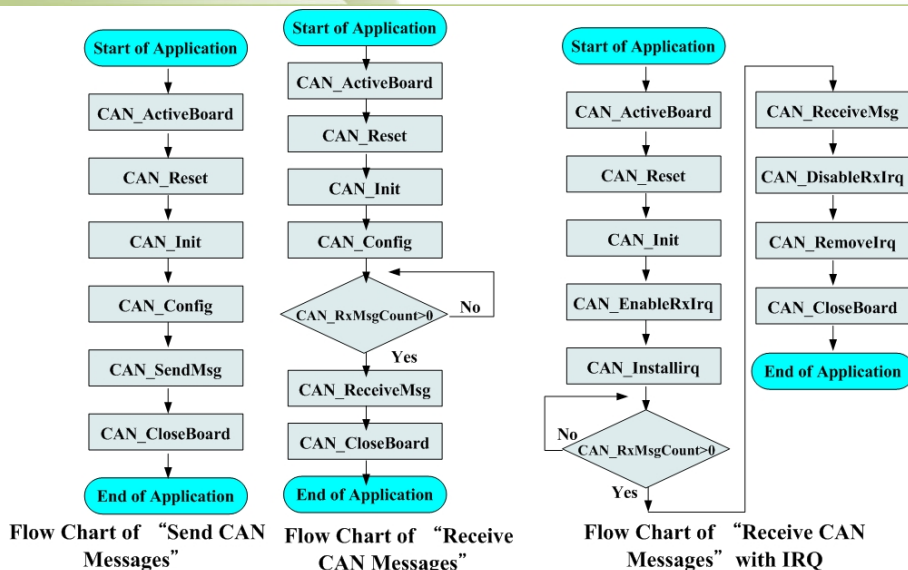 Start of Application
CAN_ActiveBoard
CAN_Reset
CAN_Init
CAN_Config
CAN_SendMsg
CAN_CloseBoard
End of Application
Flow Chart of “Send CAN
Messages”
Start of Application
CAN_ActiveBoard
CAN_Reset
CAN_Init
CAN_Config
CAN_RxMsgCount>0
No
Yes
CAN_ReceiveMsg
CAN_CloseBoard
End of Application
Flow Chart of “Receive
CAN Messages”
Start of Application
CAN_ActiveBoard
CAN_Reset
CAN_Init
CAN_EnableRxIrq
CAN_Installirq
No
CAN_RxMsgCount>0
Yes
CAN_ReceiveMsg
CAN_DisableRxIrq
CAN_RemoveIrq
CAN_CloseBoard
End of Application
Flow Chart of “Receive CAN
Messages” with IRQ